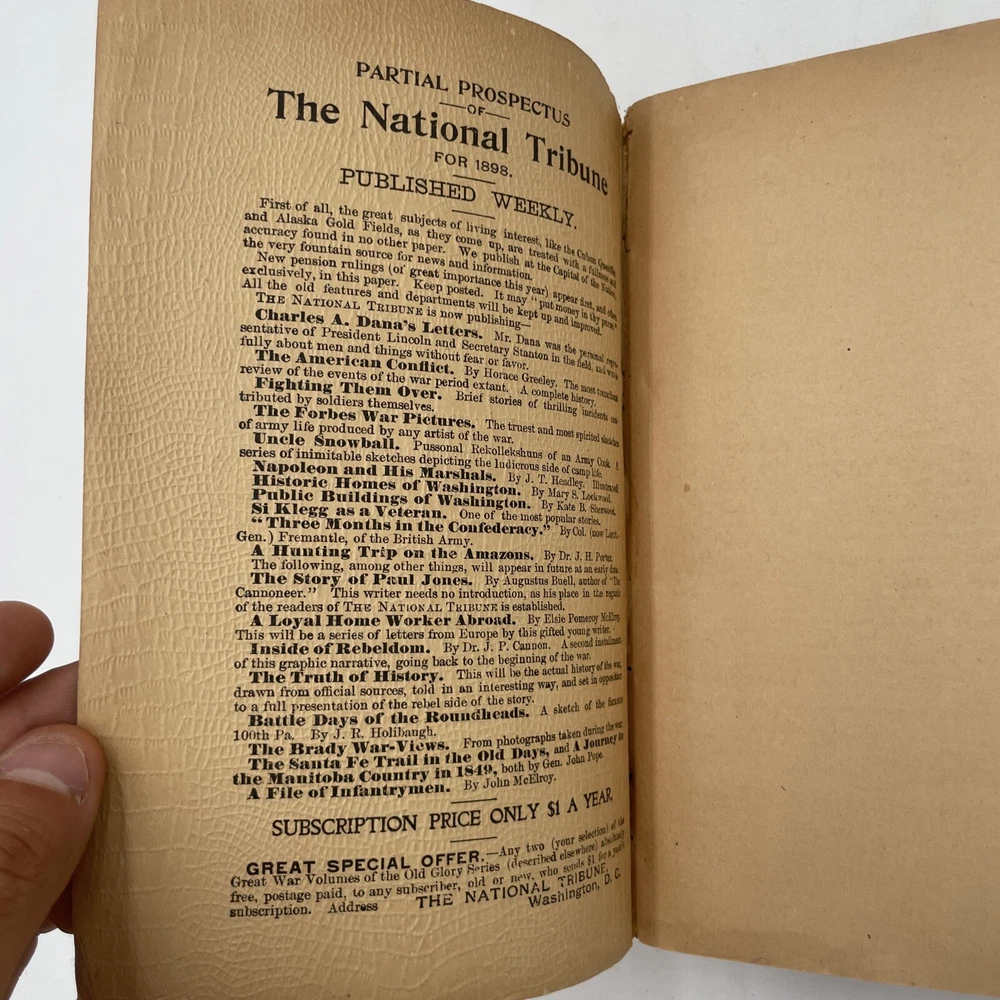 PARTIAL PROSPECTUS
—OF—
The National Tribune
FOR 1898.
PUBLISHED WEEKLY.
First of all, the great subjects of living interest, like the Cuban Question
and Alaska Gold Fields, as they come up, are treated with a fullness and
accuracy found in no other paper. We publish at the Capital of the Nation,
the very fountain source for news and information.
New pension rulings (of great importance this year) appear first, and often
exclusively, in this paper. Keep posted. It may "put money in thy purse."
All the old features and departments will be kept up and improved.
THE NATIONAL TRIBUNE is now publishing—
Charles A. Dana's Letters. Mr. Dana was the personal repre-
sentative of President Lincoln and Secretary Stanton in the field, and wrote
fully about men and things without fear or favor.
The American Conflict. By Horace Greeley. The most
review of the events of the war period extant. A complete history.
Fighting Them Over. Brief stories of thrilling incidents con-
tributed by soldiers themselves.
The Forbes War Pictures. The truest and most spirited sketches
of army life produced by any artist of the war.
Uncle Snowball. Pussonal Rekollekshuns of an Army Cook. A
series of inimitable sketches depicting the ludicrous side of camp life.
Napoleon and His Marshals. By J. T. Headley. Illustrated.
Historic Homes of Washington. By Mary S. Lockwood.
Public Buildings of Washington. By Kate B. Sherwood.
Si Klegg as a Veteran. One of the most popular stories.
"Three Months in the Confederacy." By Col. (now Lieut.-
Gen.) Fremantle, of the British Army.
A Hunting Trip on the Amazons. By Dr. J. H. Porter.
The following, among other things, will appear in future at an early date.
The Story of Paul Jones. By Augustus Buell, author of "The
Cannoneer." This writer needs no introduction, as his place in the regards
of the readers of THE NATIONAL TRIBUNE is established.
A Loyal Home Worker Abroad. By Elsie Pomeroy McElroy.
This will be a series of letters from Europe by this gifted young writer.
Inside of Rebeldom. By Dr. J. P. Cannon. A second installment
of this graphic narrative, going back to the beginning of the war.
The Truth of History. This will be the actual history of the war,
drawn from official sources, told in an interesting way, and set in opposition
to a full presentation of the rebel side of the story.
Battle Days of the Roundheads. A sketch of the famous
100th Pa. By J. R. Holibaugh.
The Brady War-Views. From photographs taken during the war
The Santa Fe Trail in the Old Days, and A Journey to
the Manitoba Country in 1849, both by Gen. John Pope.
A File of Infantrymen. By John McElroy.
SUBSCRIPTION PRICE ONLY $1 A YEAR.
GREAT SPECIAL OFFER.—Any two (your selection) of the
Great War Volumes of the Old Glory Series (described elsewhere) absolutely
free, postage paid, to any subscriber, old or new, who sends $1 for a year's
subscription. Address THE NATIONAL TRIBUNE,
Washington, D. C.